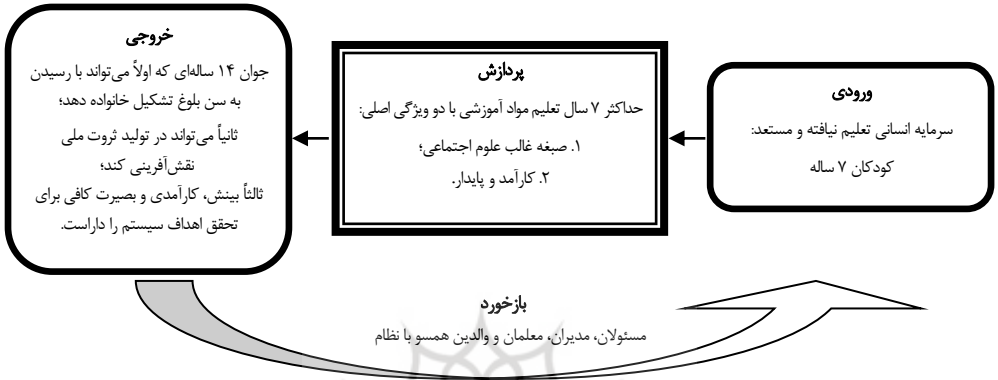 ورودی
سرمایه انسانی تعلیم نیافته و مستعد:
کودکان ۷ ساله
پردازش
حداکثر ۷ سال تعلیم مواد آموزشی با دو ویژگی اصلی:
۱. صبغه غالب علوم اجتماعی؛
۲. کارآمد و پایدار.
خروجی
جوان ۱۴ ساله‌ای که اولاً می‌تواند با رسیدن
به سن بلوغ تشکیل خانواده دهد؛
ثانیاً می‌تواند در تولید ثروت ملی
نقش‌آفرینی کند؛
ثالثاً بینش، کارآمدی و بصیرت کافی برای
تحقق اهداف سیستم را داراست.
بازخورد
مسئولان، مدیران، معلمان و والدین همسو با نظام